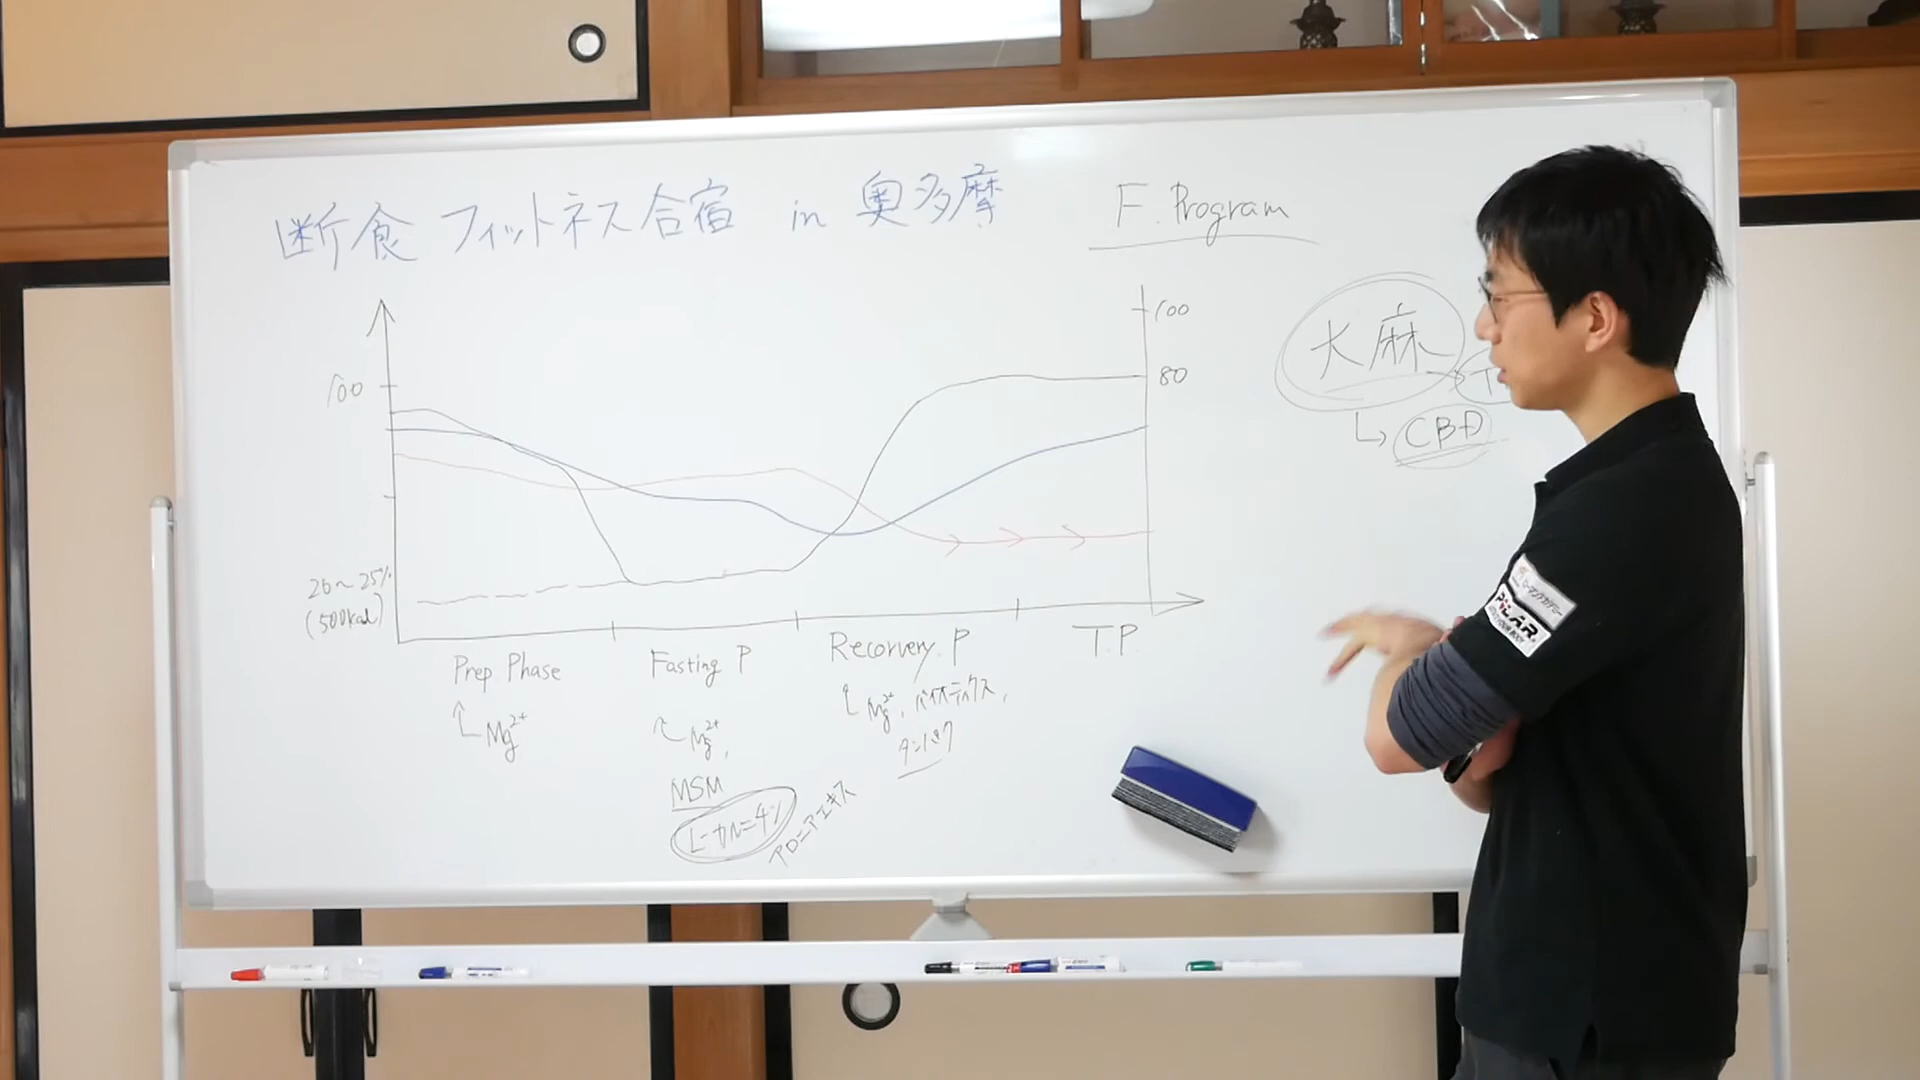 断食フィットネス合宿 in 奥多摩
F. Program
100
100
80
大麻
T
CBD
20~25%
(500kcal)
Prep Phase
Fasting P
Recorvery. P
T.P.
Mg2+
Mg2+,
MSM
L-カルニチン
アロニアエキス
Mg2+, バイオティクス,
タンパク
PILAR